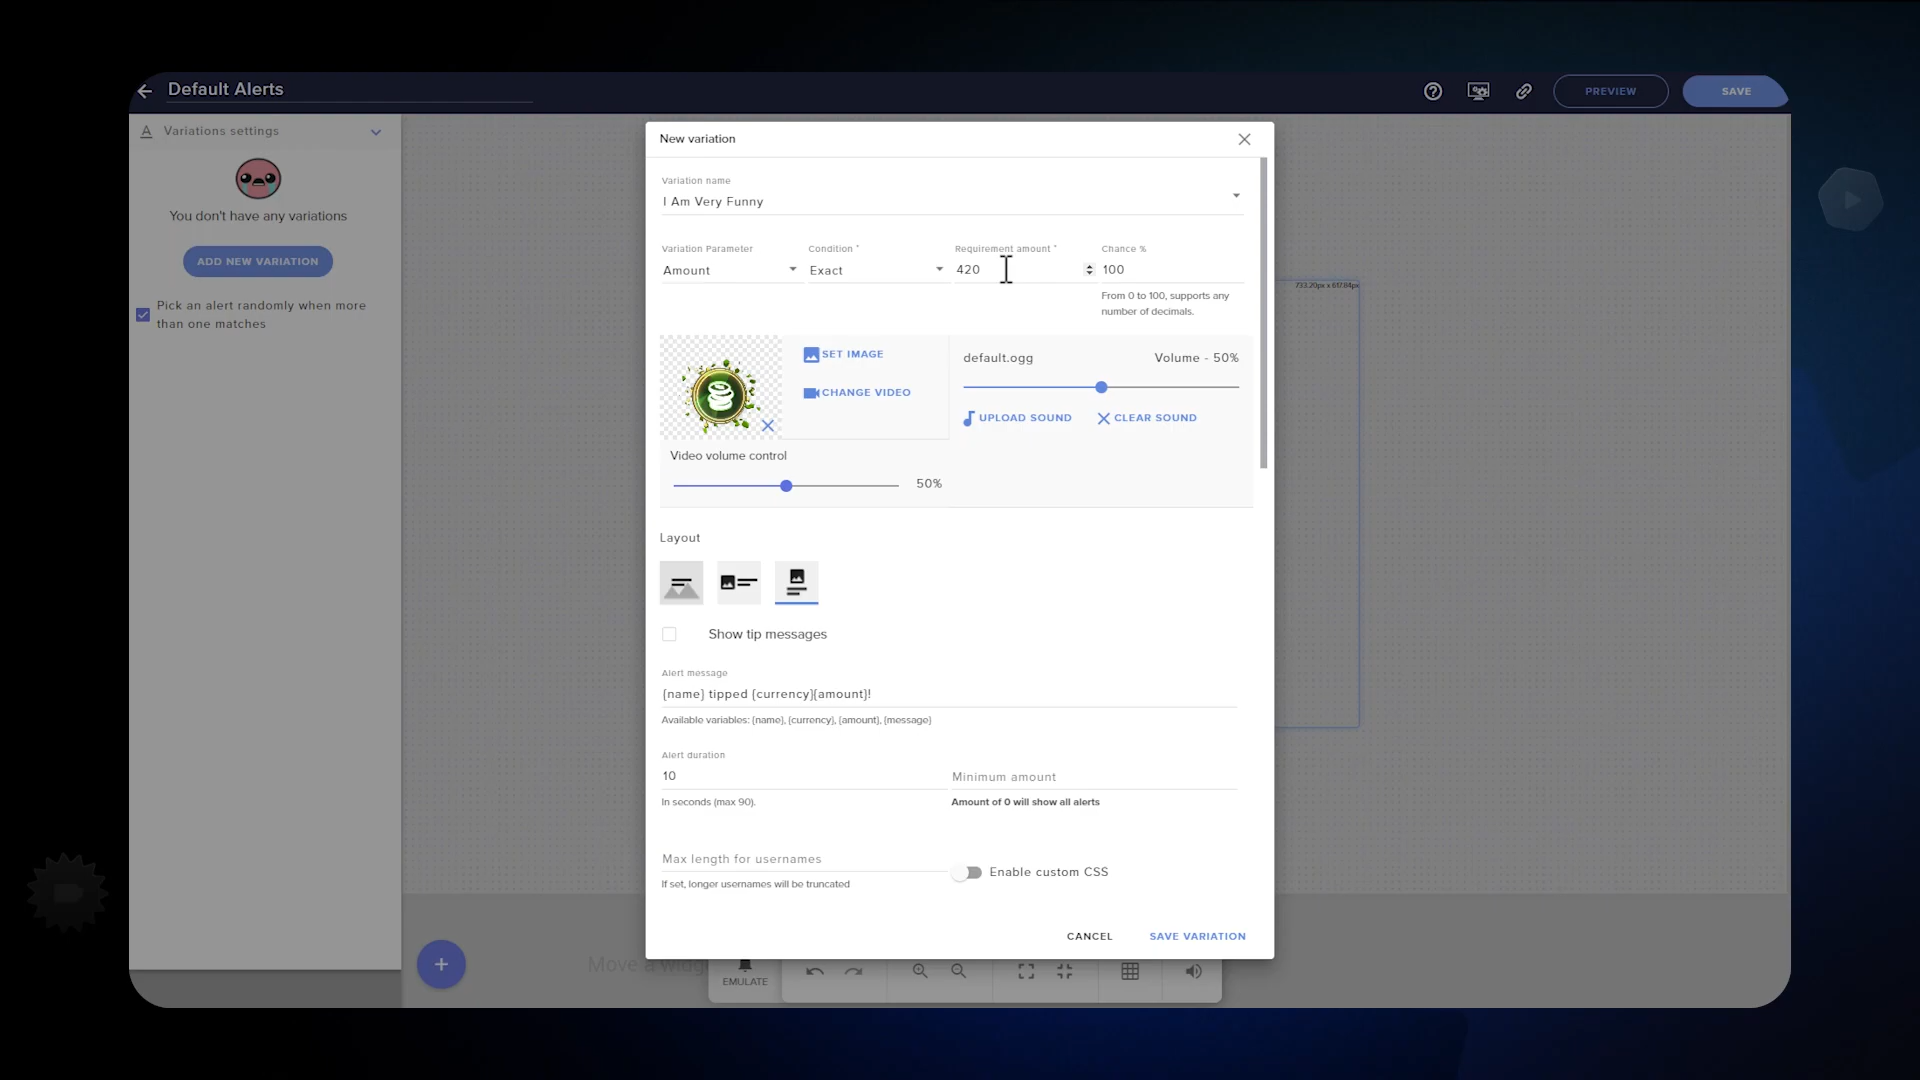 Default Alerts
PREVIEW
SAVE
Variations settings
You don't have any variations
ADD NEW VARIATION
Pick an alert randomly when more
than one matches
New variation
Variation name
I Am Very Funny
Variation Parameter
Condition *
Requirement amount *
Chance %
Amount
Exact
420
100
From 0 to 100, supports any
number of decimals.
SET IMAGE
CHANGE VIDEO
default.ogg
Volume - 50%
UPLOAD SOUND
CLEAR SOUND
Video volume control
50%
Layout
Show tip messages
Alert message
{name} tipped {currency}{amount}!
Available variables: {name}, {currency}, {amount}, {message}
Alert duration
10
Minimum amount
In seconds (max 90).
Amount of 0 will show all alerts
Max length for usernames
Enable custom CSS
If set, longer usernames will be truncated
CANCEL
SAVE VARIATION
733.20px x 617.84px
Move a widg
EMULATE